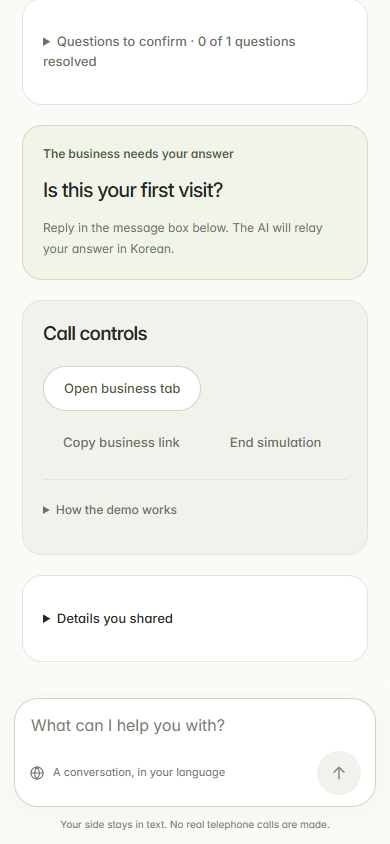 Questions to confirm · 0 of 1 questions
resolved
The business needs your answer
Is this your first visit?
Reply in the message box below. The AI will relay
your answer in Korean.
Call controls
Open business tab
Copy business link
End simulation
How the demo works
Details you shared
What can I help you with?
A conversation, in your language
Your side stays in text. No real telephone calls are made.